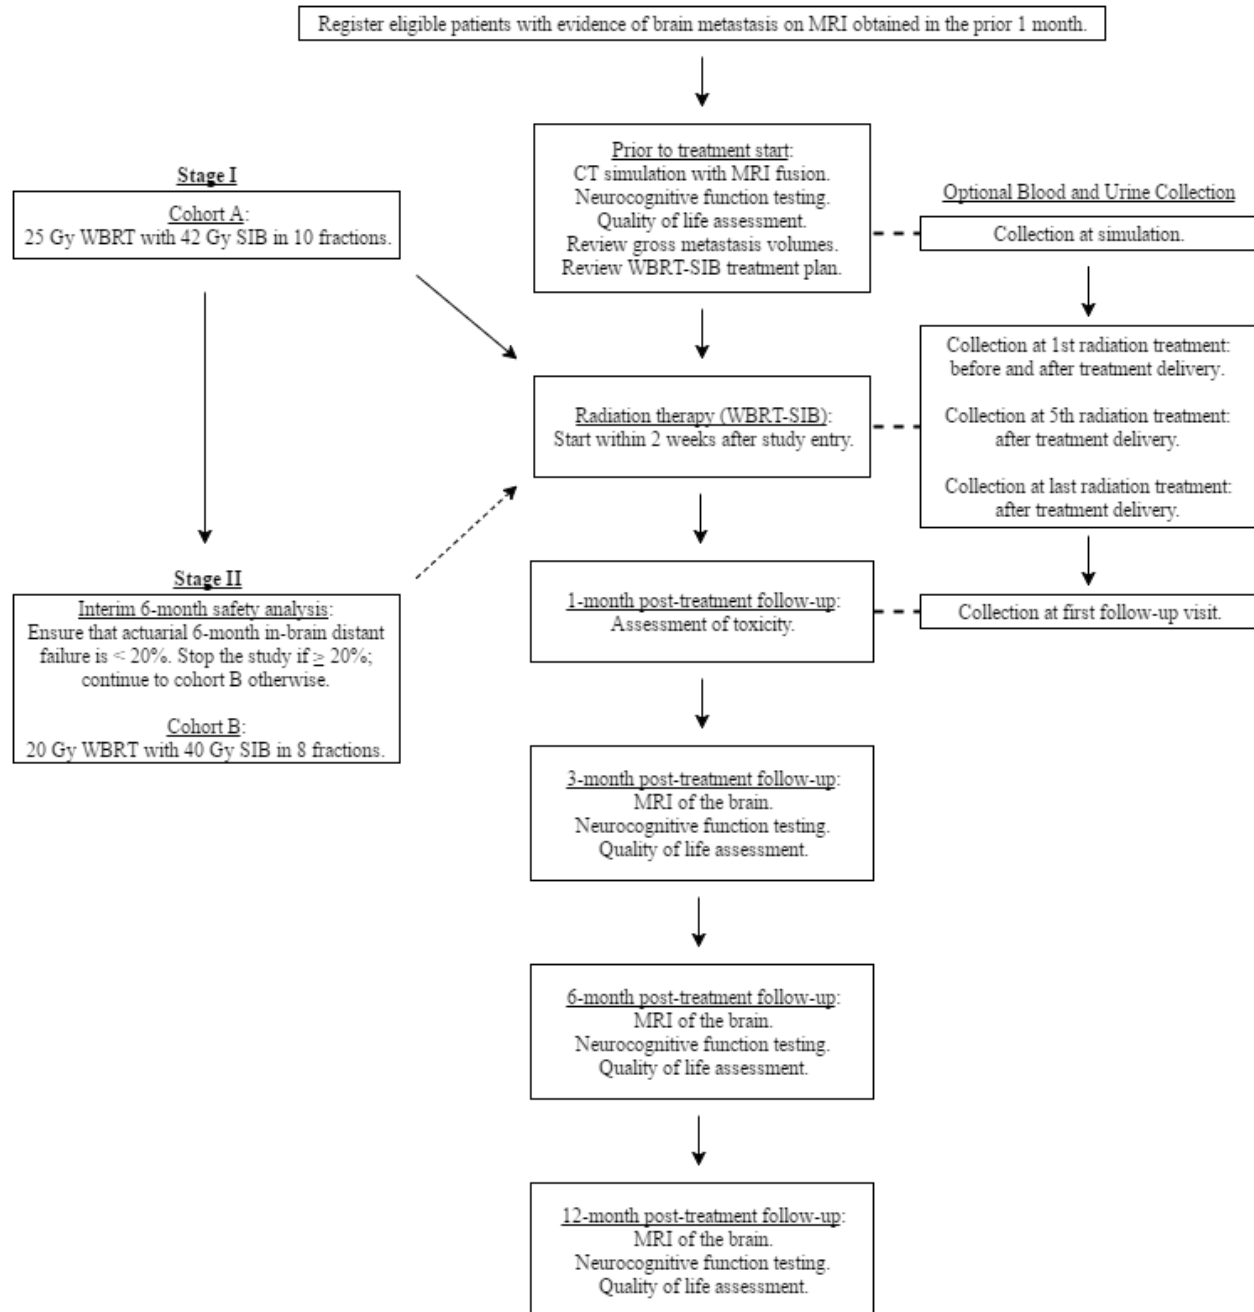 Register eligible patients with evidence of brain metastasis on MRI obtained in the prior 1 month.
Prior to treatment start:
CT simulation with MRI fusion.
Neurocognitive function testing.
Quality of life assessment.
Review gross metastasis volumes.
Review WBRT-SIB treatment plan.
Stage I
Cohort A:
25 Gy WBRT with 42 Gy SIB in 10 fractions.
Optional Blood and Urine Collection
Collection at simulation.
Collection at 1st radiation treatment:
before and after treatment delivery.
Collection at 5th radiation treatment:
after treatment delivery.
Collection at last radiation treatment:
after treatment delivery.
Radiation therapy (WBRT-SIB):
Start within 2 weeks after study entry.
Stage II
Interim 6-month safety analysis:
Ensure that actuarial 6-month in-brain distant
failure is < 20%. Stop the study if ≥ 20%;
continue to cohort B otherwise.
Cohort B:
20 Gy WBRT with 40 Gy SIB in 8 fractions.
1-month post-treatment follow-up:
Assessment of toxicity.
Collection at first follow-up visit.
3-month post-treatment follow-up:
MRI of the brain.
Neurocognitive function testing.
Quality of life assessment.
6-month post-treatment follow-up:
MRI of the brain.
Neurocognitive function testing.
Quality of life assessment.
12-month post-treatment follow-up:
MRI of the brain.
Neurocognitive function testing.
Quality of life assessment.